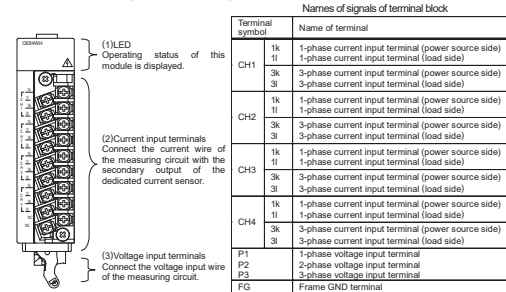 Names of signals of terminal block
QE84WH
(1)LED
Operating status of this
module is displayed.
(2)Current input terminals
Connect the current wire of
the measuring circuit with the
secondary output of the
dedicated current sensor.
(3)Voltage input terminals
Connect the voltage input wire
of the measuring circuit.
Terminal symbol Name of terminal
CH1
1k 1-phase current input terminal (power source side)
1l 1-phase current input terminal (load side)
3k 3-phase current input terminal (power source side)
3l 3-phase current input terminal (load side)
CH2
1k 1-phase current input terminal (power source side)
1l 1-phase current input terminal (load side)
3k 3-phase current input terminal (power source side)
3l 3-phase current input terminal (load side)
CH3
1k 1-phase current input terminal (power source side)
1l 1-phase current input terminal (load side)
3k 3-phase current input terminal (power source side)
3l 3-phase current input terminal (load side)
CH4
1k 1-phase current input terminal (power source side)
1l 1-phase current input terminal (load side)
3k 3-phase current input terminal (power source side)
3l 3-phase current input terminal (load side)
P1 1-phase voltage input terminal
P2 2-phase voltage input terminal
P3 3-phase voltage input terminal
FG Frame GND terminal